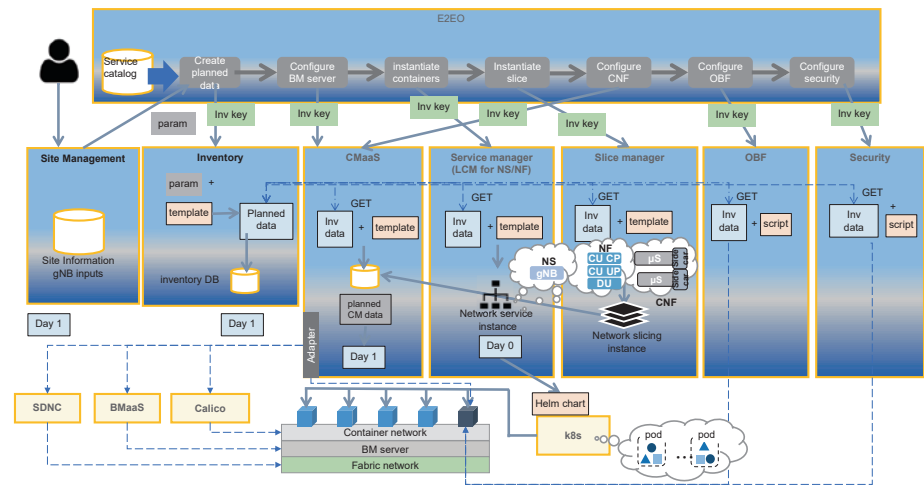 E2EO
Service
catalog
Create
planned
data
Configure
BM server
instantiate
containers
Instantiate
slice
Configure
CNF
Configure
OBF
Configure
security
param
Inv key
Inv key
Inv key
Inv key
Inv key
Inv key
Inv key
Site Management
Site Information
gNB inputs
Inventory
param
+
template
Planned
data
inventory DB
CMaaS
GET
Inv
data
+
template
planned
CM data
Day 1
Service manager
(LCM for NS/NF)
GET
Inv
data
+
template
NS
gNB
Network service
instance
Day 0
Slice manager
GET
Inv
data
+
template
NF
CU CP
CU UP
DU
µS
Side
car
Side
car
µS
CNF
Network slicing
instance
OBF
GET
Inv
data
+
script
Security
GET
Inv
data
+
script
Day 1
Day 1
Adapter
SDNC
BMaaS
Calico
Container network
BM server
Fabric network
Helm chart
k8s
pod
pod
...